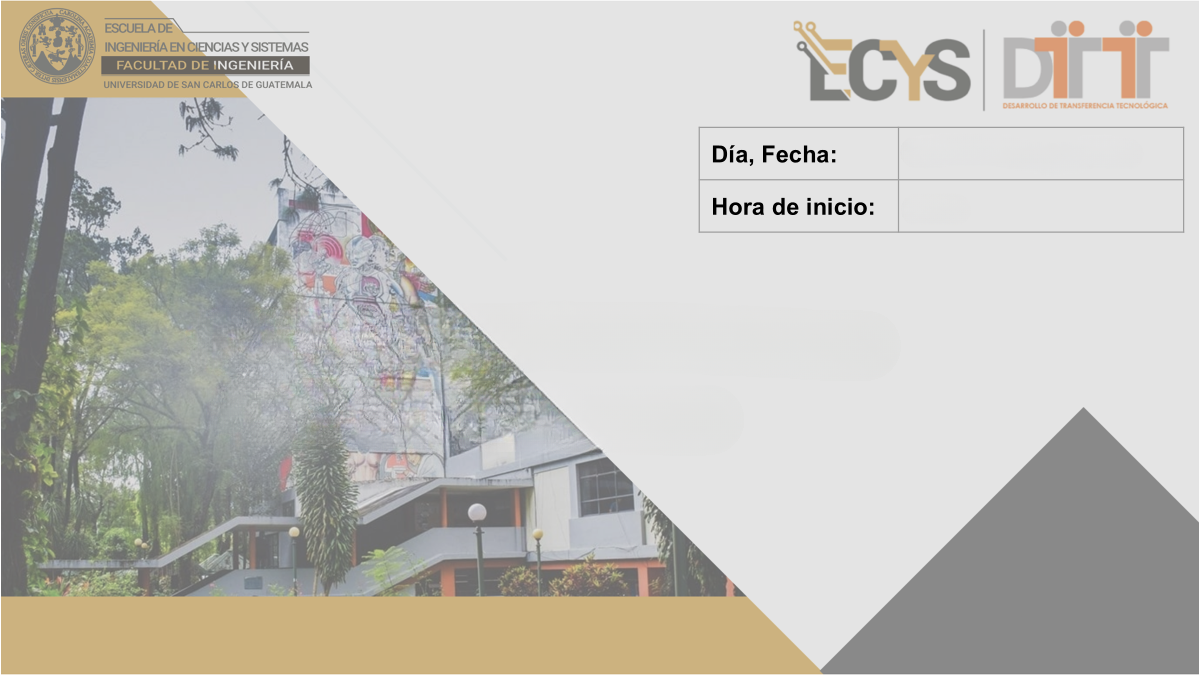 ESCUELA DE
INGENIERÍA EN CIENCIAS Y SISTEMAS
FACULTAD DE INGENIERÍA
UNIVERSIDAD DE SAN CARLOS DE GUATEMALA
ECYS
DTT
DESARROLLO DE TRANSFERENCIA TECNOLÓGICA
Día, Fecha:
Hora de inicio: